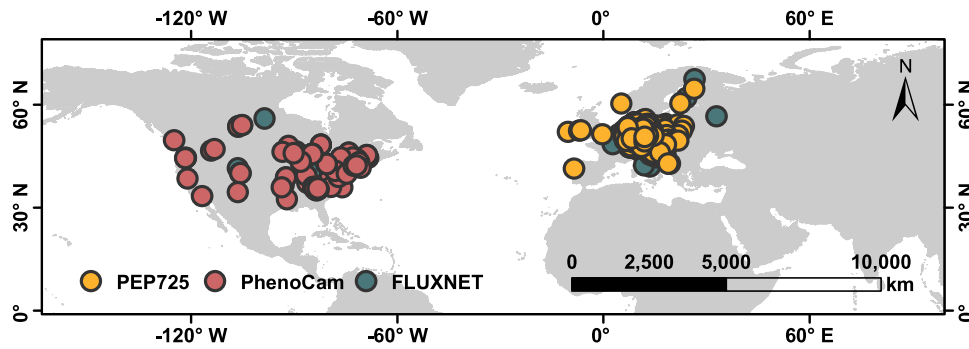 -120° W -60° W 0° 60° E
60° N 60° N
N
30° N 30° N
0 2,500 5,000 10,000
PEP725 PhenoCam FLUXNET km
0° 0°
-120° W -60° W 0° 60° E